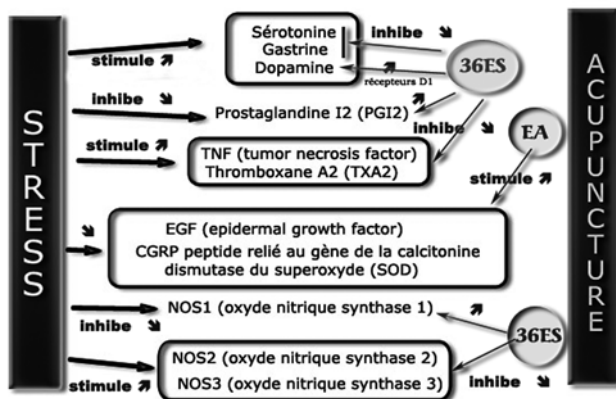 STRESS
ACUPUNCTURE
Sérotonine
Gastrine
Dopamine
stimule ↗
inhibe ↘
36ES
récepteurs D1
↗
inhibe ↘
Prostaglandine I2 (PGI2)
↗
inhibe ↘
EA
stimule ↗
TNF (tumor necrosis factor)
Thromboxane A2 (TXA2)
stimule ↗
↘
EGF (epidermal growth factor)
CGRP peptide relié au gène de la calcitonine
dismutase du superoxyde (SOD)
NOS1 (oxyde nitrique synthase 1)
↗
inhibe ↘
36ES
NOS2 (oxyde nitrique synthase 2)
NOS3 (oxyde nitrique synthase 3)
stimule ↗
inhibe ↘